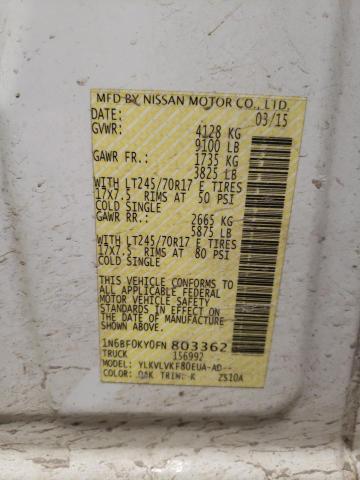 MFD BY NISSAN MOTOR CO., LTD.
DATE: 03/15
GVWR: 4128 KG
9100 LB
GAWR FR.: 1735 KG
3825 LB
WITH LT245/70R17 E TIRES
17X7.5 RIMS AT 50 PSI
COLD SINGLE
GAWR RR.: 2665 KG
5875 LB
WITH LT245/70R17 E TIRES
17X7.5 RIMS AT 80 PSI
COLD SINGLE
THIS VEHICLE CONFORMS TO
ALL APPLICABLE FEDERAL
MOTOR VEHICLE SAFETY
STANDARDS IN EFFECT ON
THE DATE OF MANUFACTURE
SHOWN ABOVE.
1N6BF0KY0FN 803362
TRUCK 156992
MODEL: YLKVLVKF80EUA-AD--
COLOR: QAK TRIM: K ZS10A